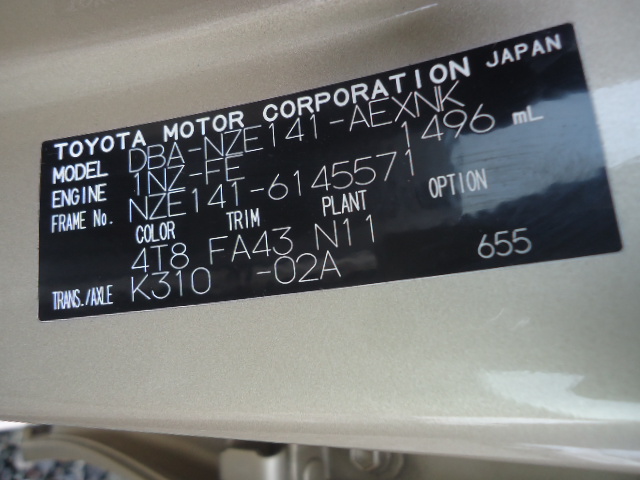 TOYOTA MOTOR CORPORATION JAPAN
MODEL DBA-NZE141-AEXNK
ENGINE 1NZ-FE 1496 mL
FRAME No. NZE141-6145571
COLOR TRIM PLANT OPTION
4T8 FA43 N11
TRANS./AXLE K310 -02A 655